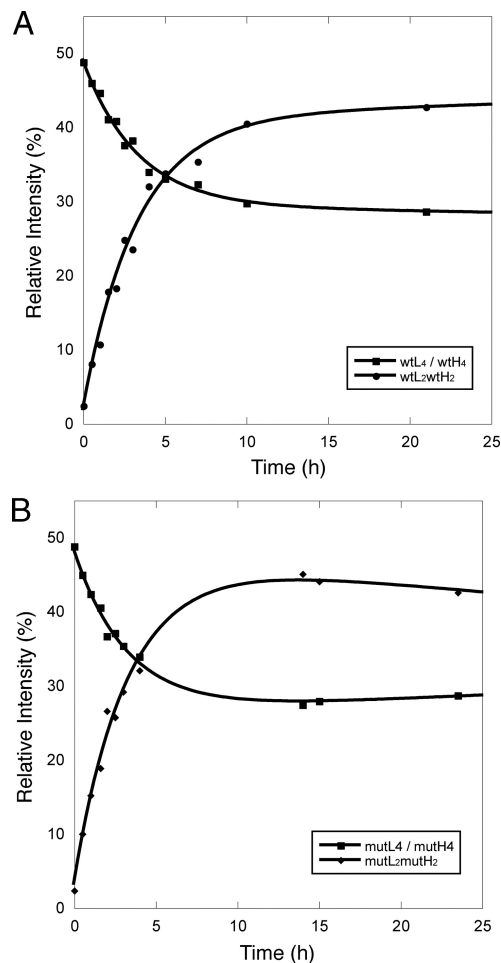 A
50
40
30
20
10
0
Relative Intensity (%)
wtL₄ / wtH₄
wtL₂wtH₂
0 5 10 15 20 25
Time (h)
B
50
40
30
20
10
0
Relative Intensity (%)
mutL4 / mutH4
mutL₂mutH₂
0 5 10 15 20 25
Time (h)